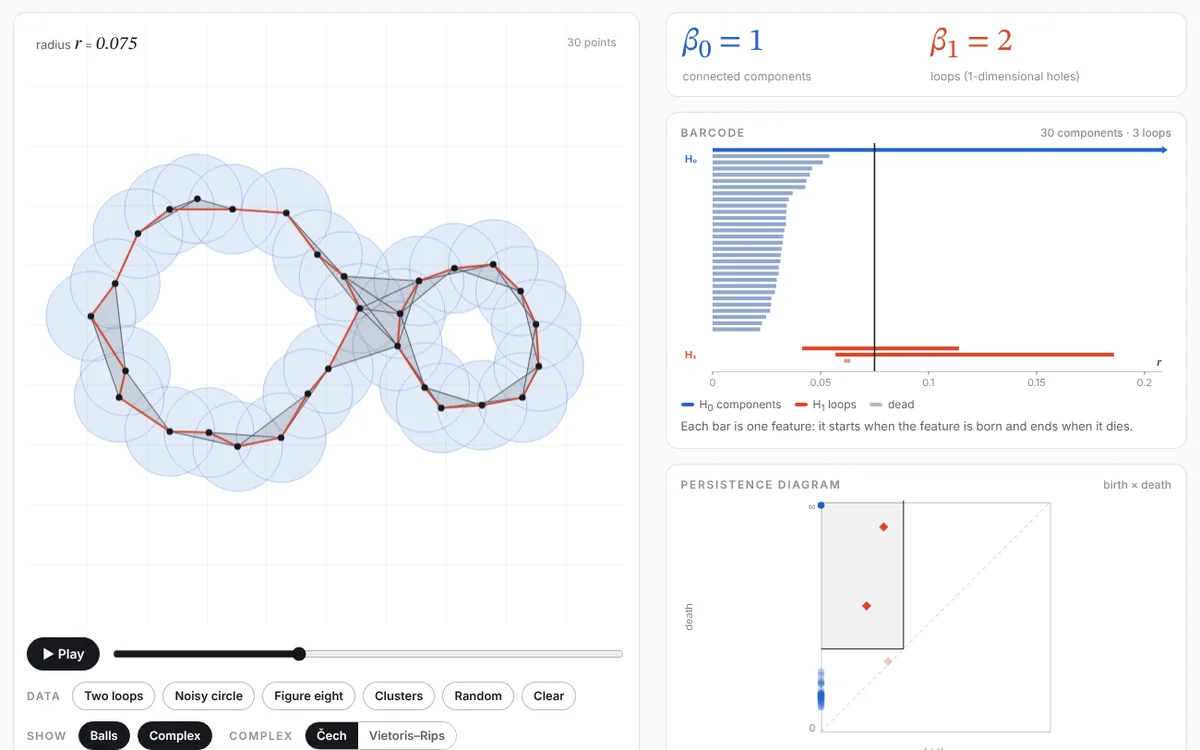 radius r = 0.075
30 points
β0 = 1
connected components
β1 = 2
loops (1-dimensional holes)
BARCODE
30 components · 3 loops
H₀
H₁
r
0 0.05 0.1 0.15 0.2
H0 components H1 loops dead
Each bar is one feature: it starts when the feature is born and ends when it dies.
PERSISTENCE DIAGRAM
birth × death
∞
death
0
▶ Play
DATA Two loops Noisy circle Figure eight Clusters Random Clear
SHOW Balls Complex COMPLEX Čech Vietoris–Rips